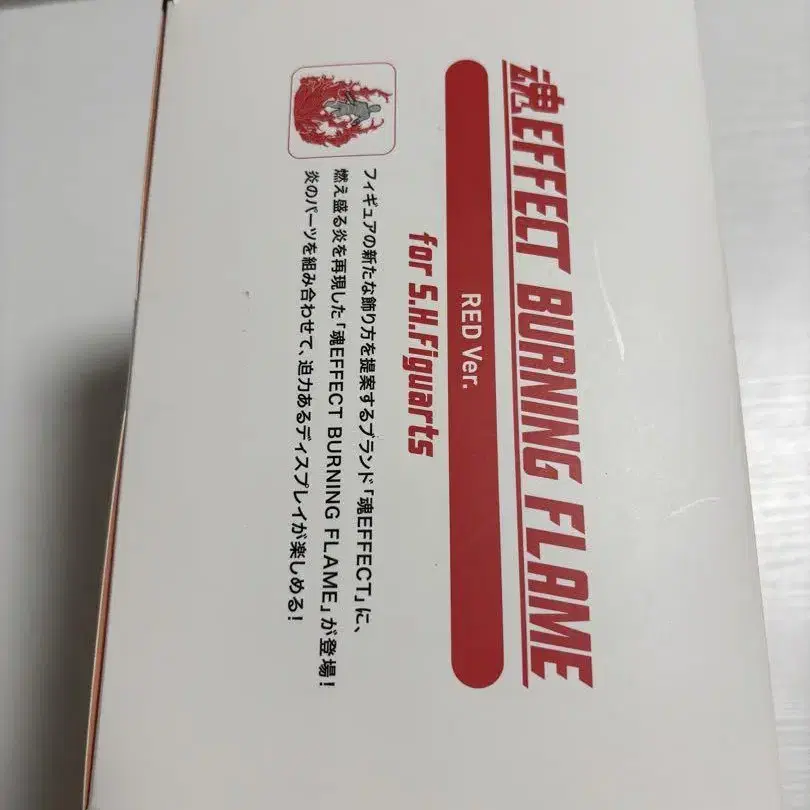 魂EFFECT BURNING FLAME
RED Ver.
for S.H.Figuarts
フィギュアの新たな飾り方を提案するブランド「魂EFFECT」に、
燃え盛る炎を再現した「魂EFFECT BURNING FLAME」が登場!
炎のパーツを組み合わせて、迫力あるディスプレイが楽しめる!